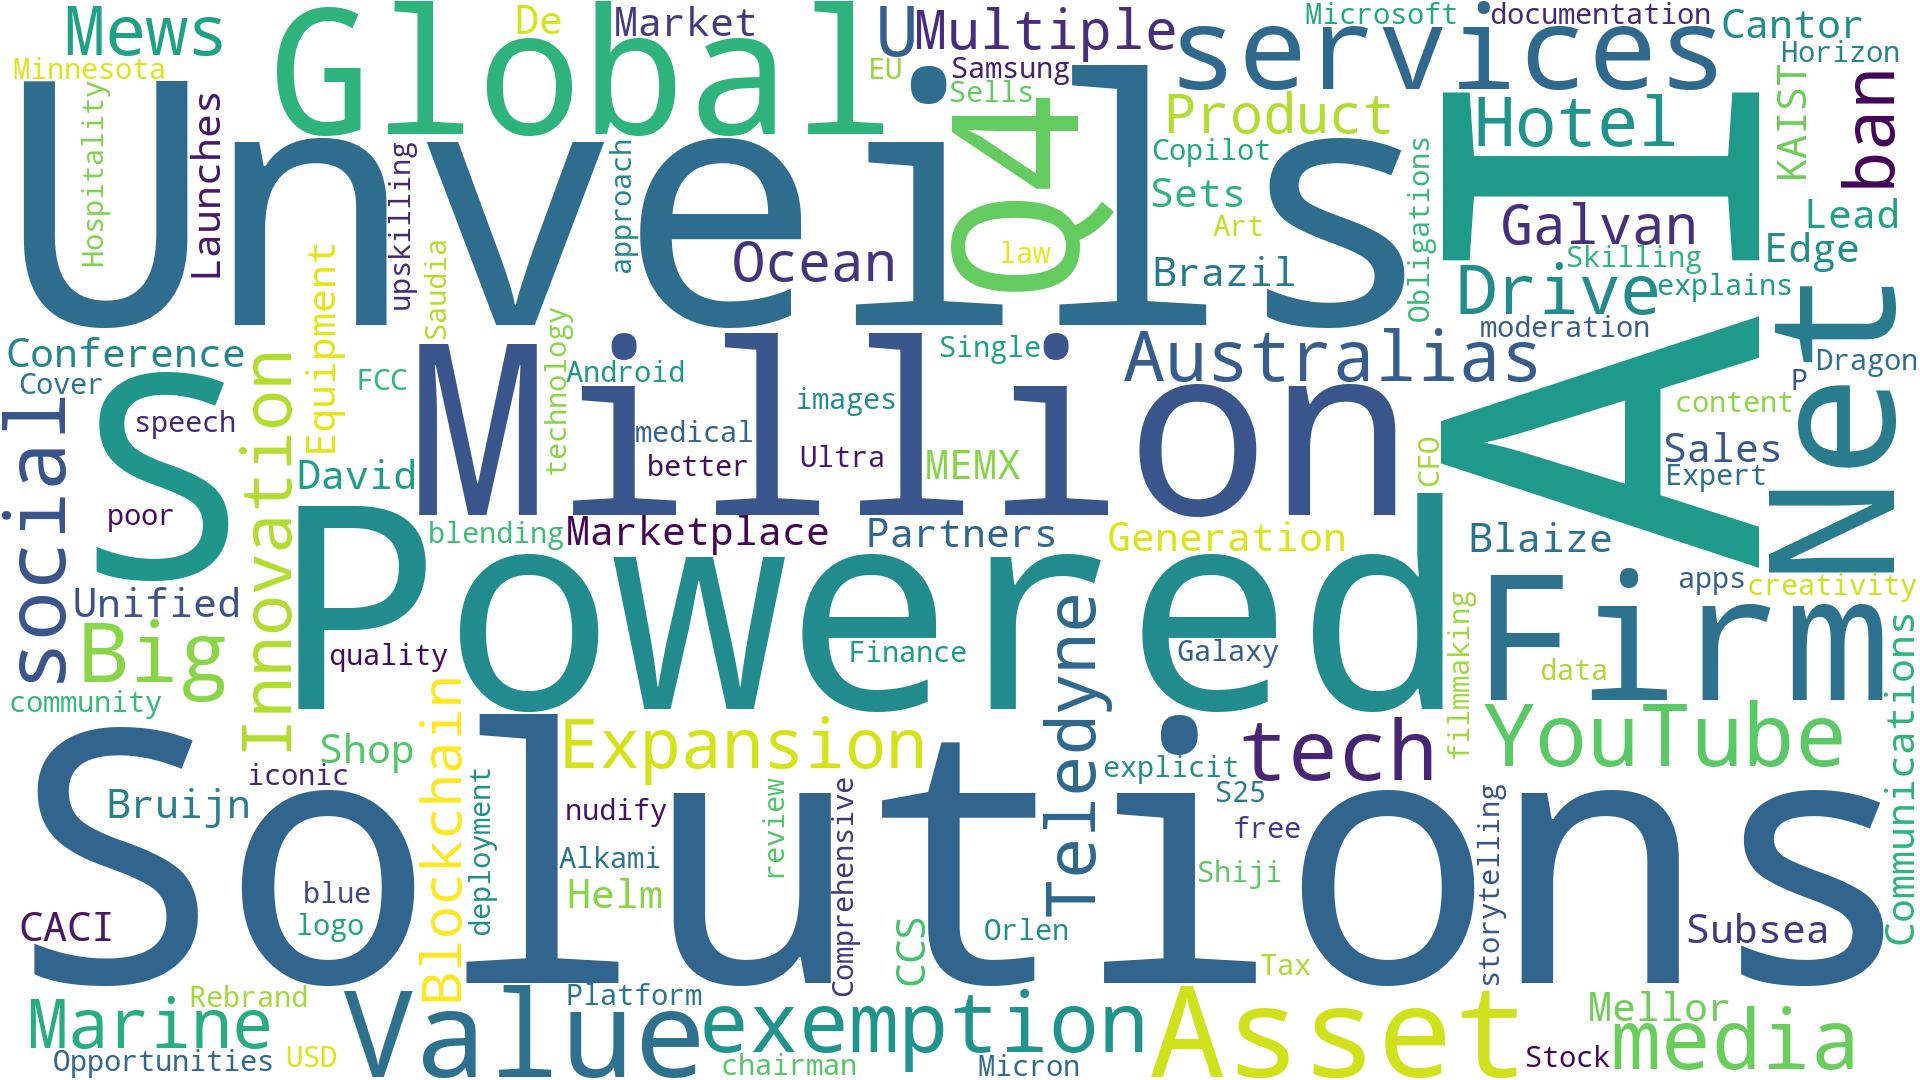 Mews
Global
De
Market
U
Multiple
services
Microsoft
documentation
Cantor
Minnesota
EU
Samsung
Sells
Horizon
Hospitality
Launches
Unveils
Q4
Product
AI
Hotel
KAIST
ban
upskilling
approach
Copilot
Sets
Art
Obligations
Galvan
Lead
Equipment
Saudia
Ocean
law
Brazil
Skilling
Edge
Drive
explains
Conference
Cover
Innovation
FCC
technology
Android
Million
Single
Australias
moderation
Net
Dragon
P
social
S
speech
images
content
medical
better
Ultra
MEMX
CFO
Sales
Expert
David
poor
blending
Marketplace
Partners
Generation
Blaize
Unified
Powered
Firm
apps
creativity
Big
quality
Finance
Teledyne
Galaxy
filmmaking
data
community
Communications
Shop
Blockchain
Expansion
explicit
tech
YouTube
iconic
Bruijn
deployment
nudify
review
Comprehensive
S25
free
storytelling
Solutions
Alkami
Helm
Shiji
blue
logo
CACI
CCS
Orlen
Subsea
Tax
Rebrand
Platform
Marine
Value
exemption
Asset
Mellor
media
Opportunities
USD
chairman
Micron
Stock